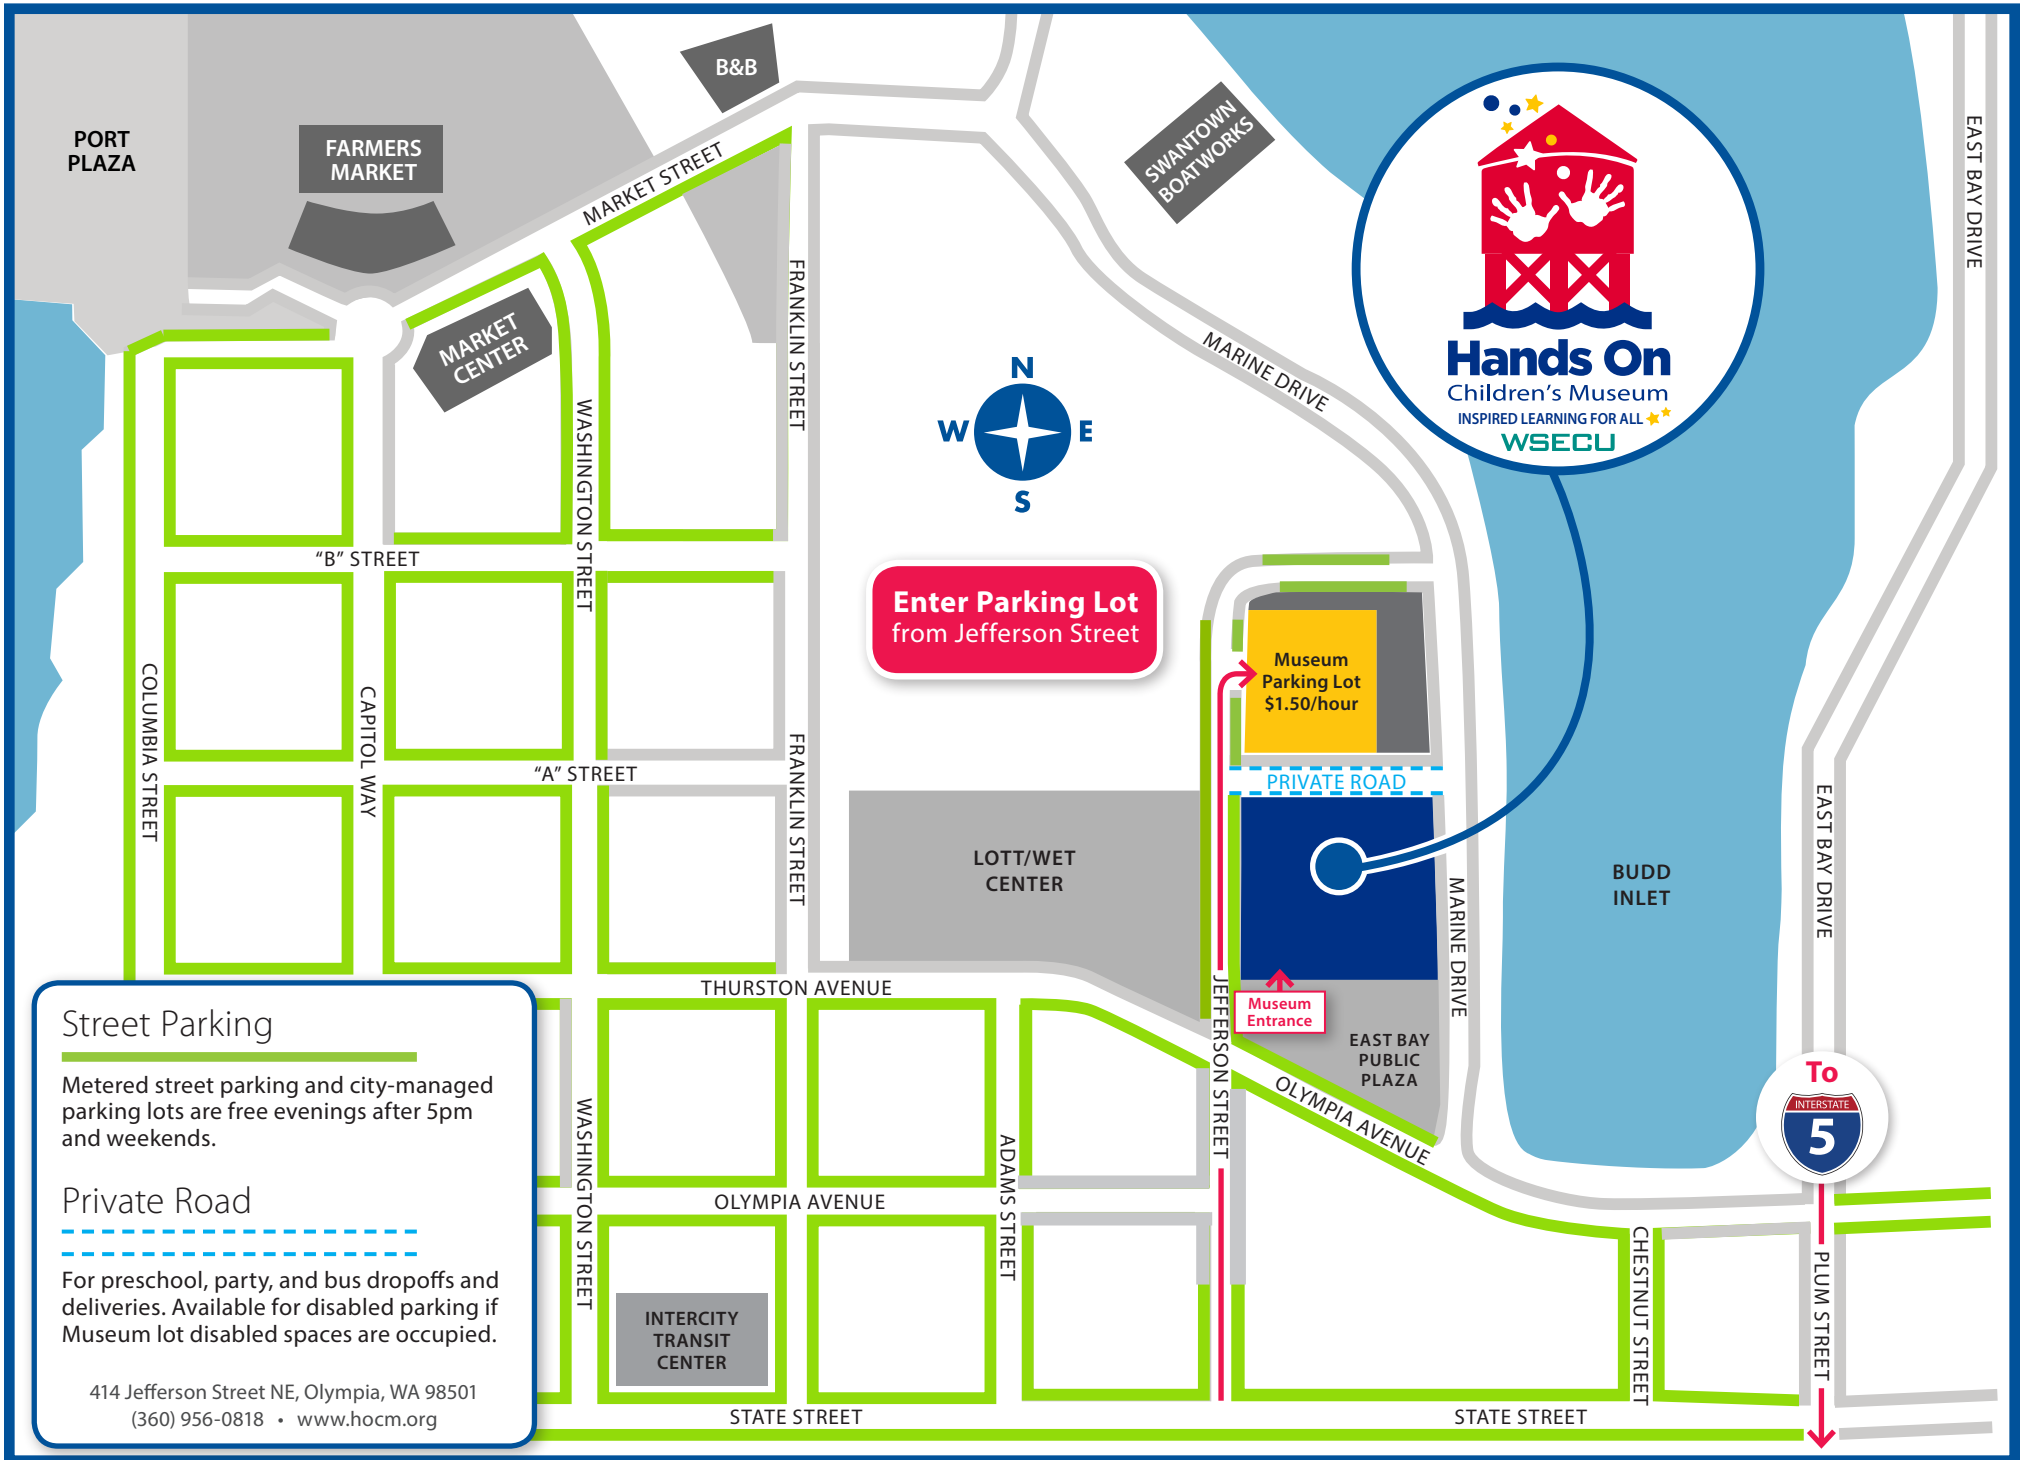 PORT
PLAZA
FARMERS
MARKET
B&B
MARKET STREET
SWANTOWN
BOATWORKS
EAST BAY DRIVE
MARKET
CENTER
FRANKLIN STREET
WASHINGTON STREET
N
W
E
S
MARINE DRIVE
Hands On
Children's Museum
INSPIRED LEARNING FOR ALL
WSECU
"B" STREET
Enter Parking Lot
from Jefferson Street
COLUMBIA STREET
CAPITOL WAY
"A" STREET
FRANKLIN STREET
Museum
Parking Lot
$1.50/hour
PRIVATE ROAD
LOTT/WET
CENTER
BUDD
INLET
EAST BAY DRIVE
MARINE DRIVE
THURSTON AVENUE
JEFFERSON STREET
Museum
Entrance
EAST BAY
PUBLIC
PLAZA
OLYMPIA AVENUE
To
INTERSTATE
5
WASHINGTON STREET
ADAMS STREET
OLYMPIA AVENUE
CHESTNUT STREET
PLUM STREET
INTERCITY
TRANSIT
CENTER
STATE STREET
STATE STREET
Street Parking
Metered street parking and city-managed
parking lots are free evenings after 5pm
and weekends.
Private Road
For preschool, party, and bus dropoffs and
deliveries. Available for disabled parking if
Museum lot disabled spaces are occupied.
414 Jefferson Street NE, Olympia, WA 98501
(360) 956-0818 • www.hocm.org